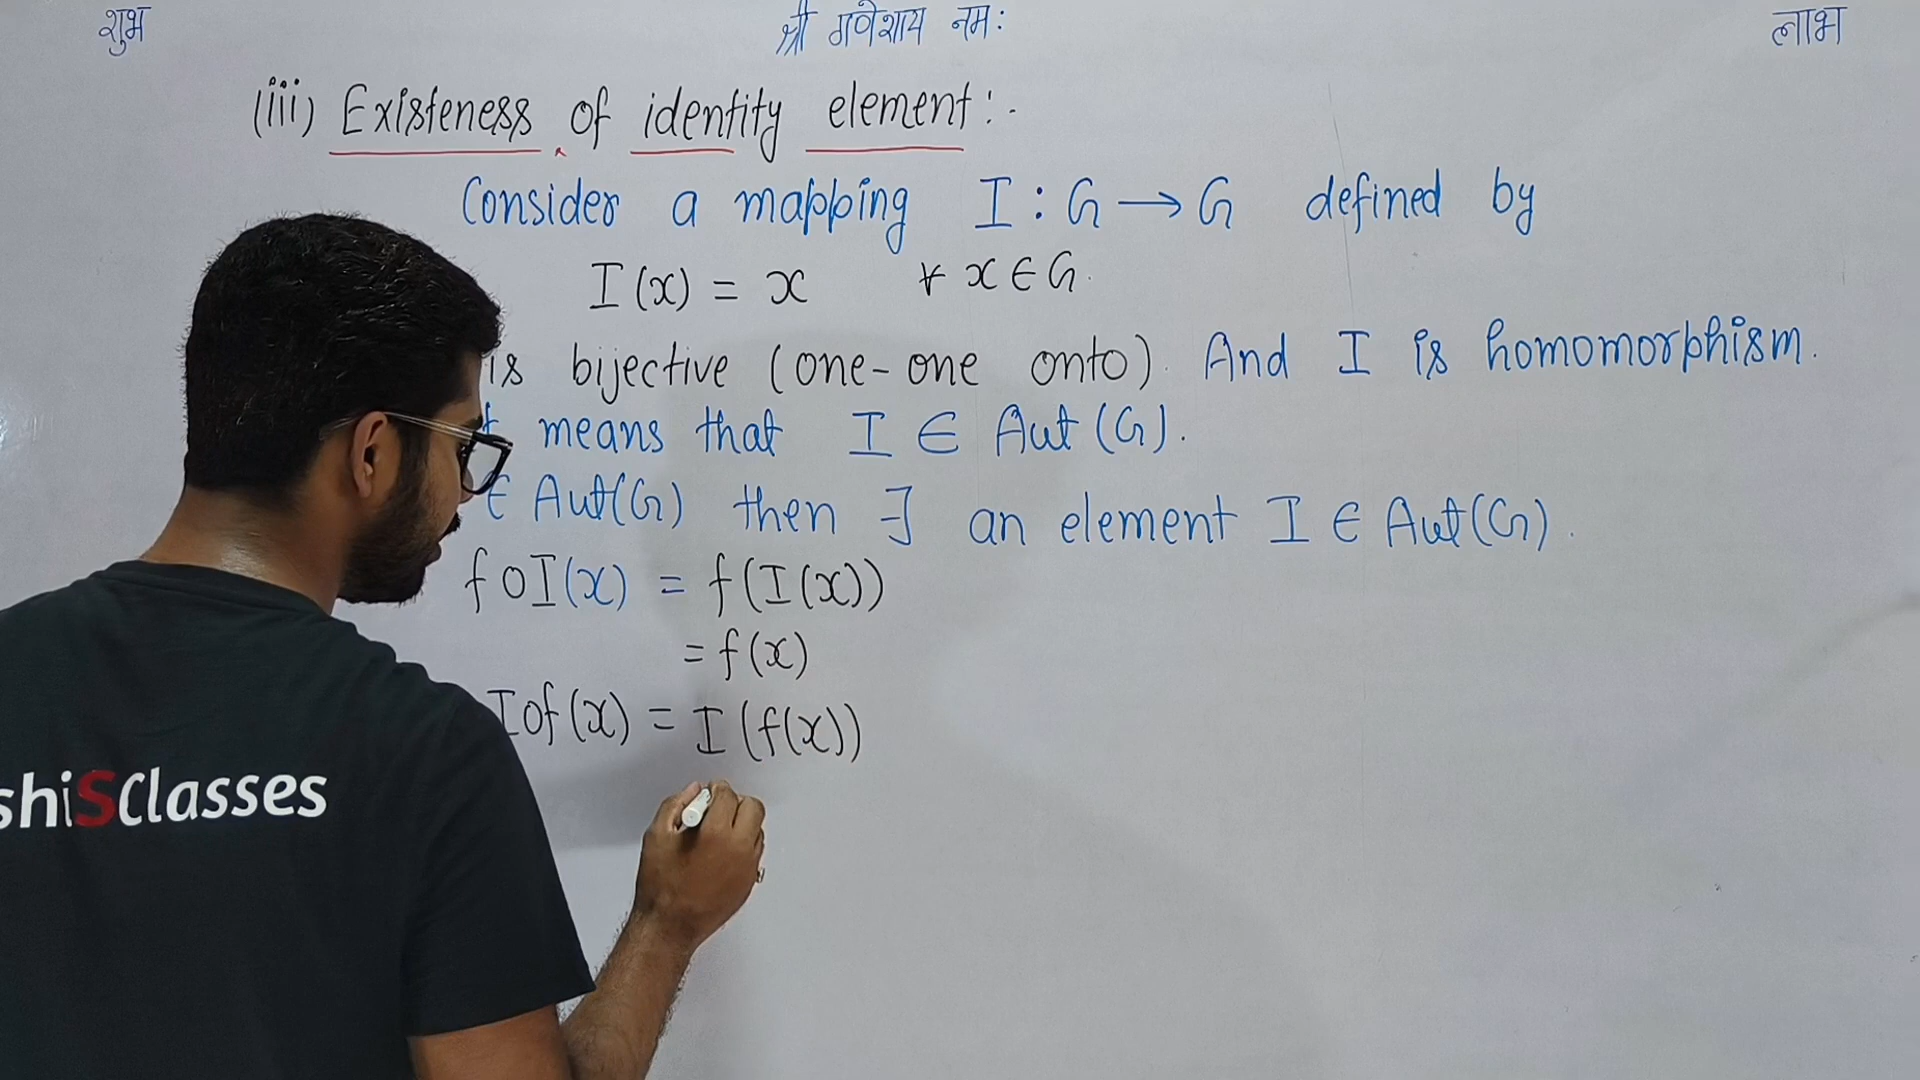 शुभ श्री गणेशाय नमः लाभ
(iii) Existeness of identity element:-
Consider a mapping I : G → G defined by
I(x) = x ∀ x ∈ G.
is bijective (one-one onto). And I is homomorphism.
means that I ∈ Aut(G).
∈ Aut(G) then ∃ an element I ∈ Aut(G).
foI(x) = f(I(x))
= f(x)
Iof(x) = I(f(x))
shiSClasses